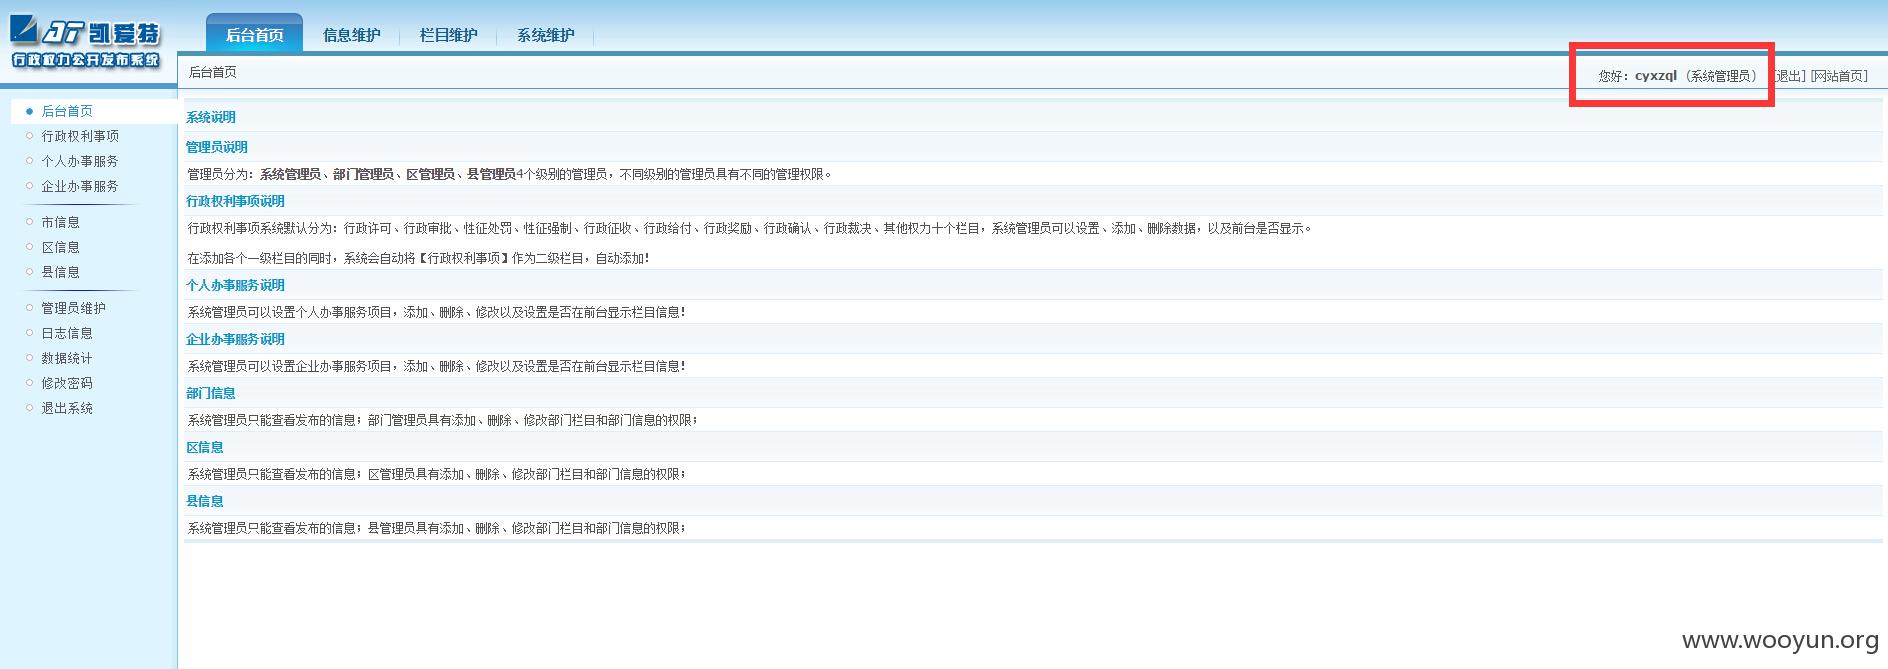 凯爱特
行政权力公开发布系统
后台首页 信息维护 栏目维护 系统维护
后台首页
您好：cyxzql（系统管理员） [退出] [网站首页]
后台首页
行政权利事项
个人办事服务
企业办事服务
市信息
区信息
县信息
管理员维护
日志信息
数据统计
修改密码
退出系统
系统说明
管理员说明
管理员分为：系统管理员、部门管理员、区管理员、县管理员4个级别的管理员，不同级别的管理员具有不同的管理权限。
行政权利事项说明
行政权利事项系统默认分为：行政许可、行政审批、性征处罚、性征强制、行政征收、行政给付、行政奖励、行政确认、行政裁决、其他权力十个栏目，系统管理员可以设置、添加、删除数据，以及前台是否显示。
在添加各个一级栏目的同时，系统会自动将【行政权利事项】作为二级栏目，自动添加！
个人办事服务说明
系统管理员可以设置个人办事服务项目，添加、删除、修改以及设置是否在前台显示栏目信息！
企业办事服务说明
系统管理员可以设置企业办事服务项目，添加、删除、修改以及设置是否在前台显示栏目信息！
部门信息
系统管理员只能查看发布的信息；部门管理员具有添加、删除、修改部门栏目和部门信息的权限；
区信息
系统管理员只能查看发布的信息；区管理员具有添加、删除、修改部门栏目和部门信息的权限；
县信息
系统管理员只能查看发布的信息；县管理员具有添加、删除、修改部门栏目和部门信息的权限；
www.wooyun.org